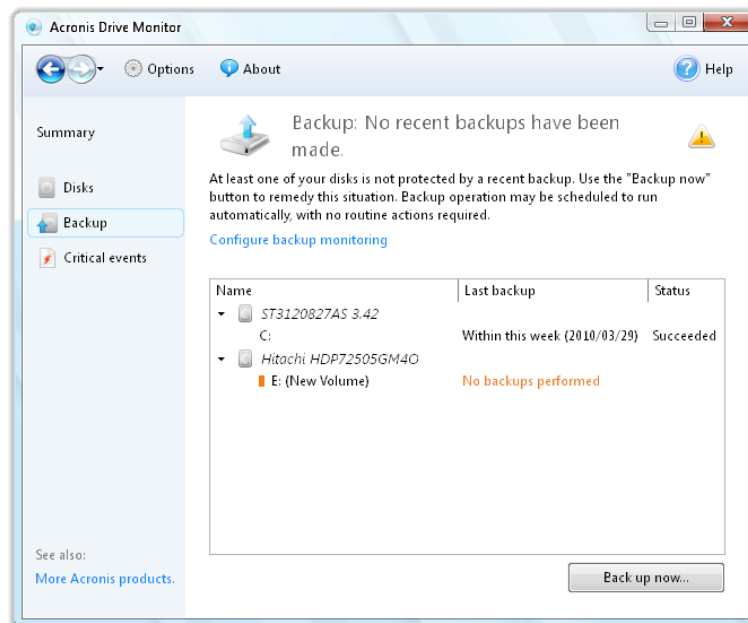 Acronis Drive Monitor
Options
About
Help
Summary
Disks
Backup
Critical events
See also:
More Acronis products.
Backup: No recent backups have been
made.
At least one of your disks is not protected by a recent backup. Use the "Backup now"
button to remedy this situation. Backup operation may be scheduled to run
automatically, with no routine actions required.
Configure backup monitoring
Name Last backup Status
ST3120827AS 3.42
C: Within this week (2010/03/29) Succeeded
Hitachi HDP72505GM4O
E: (New Volume) No backups performed
Back up now...